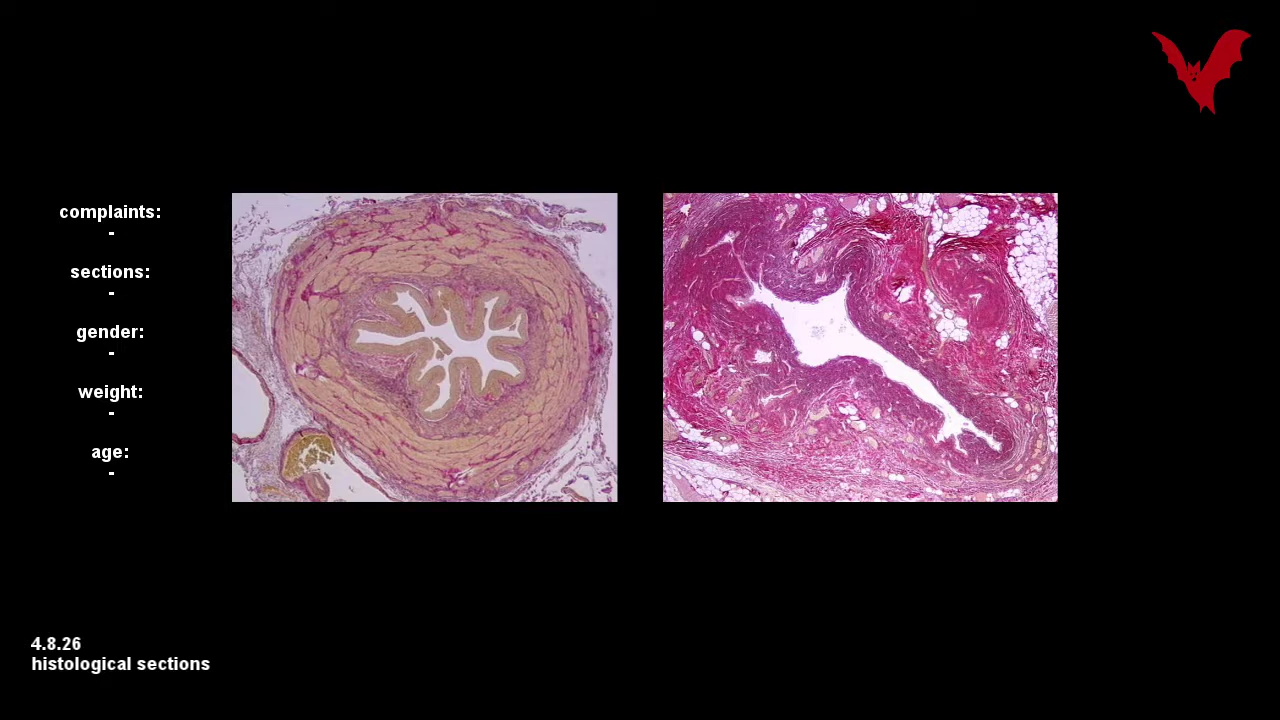 complaints:
-
sections:
-
gender:
-
weight:
-
age:
-
4.8.26
histological sections